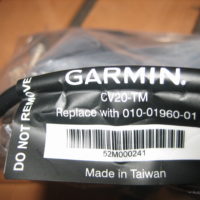 DO NOT REMOVE
GARMIN.
CV20-TM
Replace with 010-01960-01
52M000241
Made in Taiwan